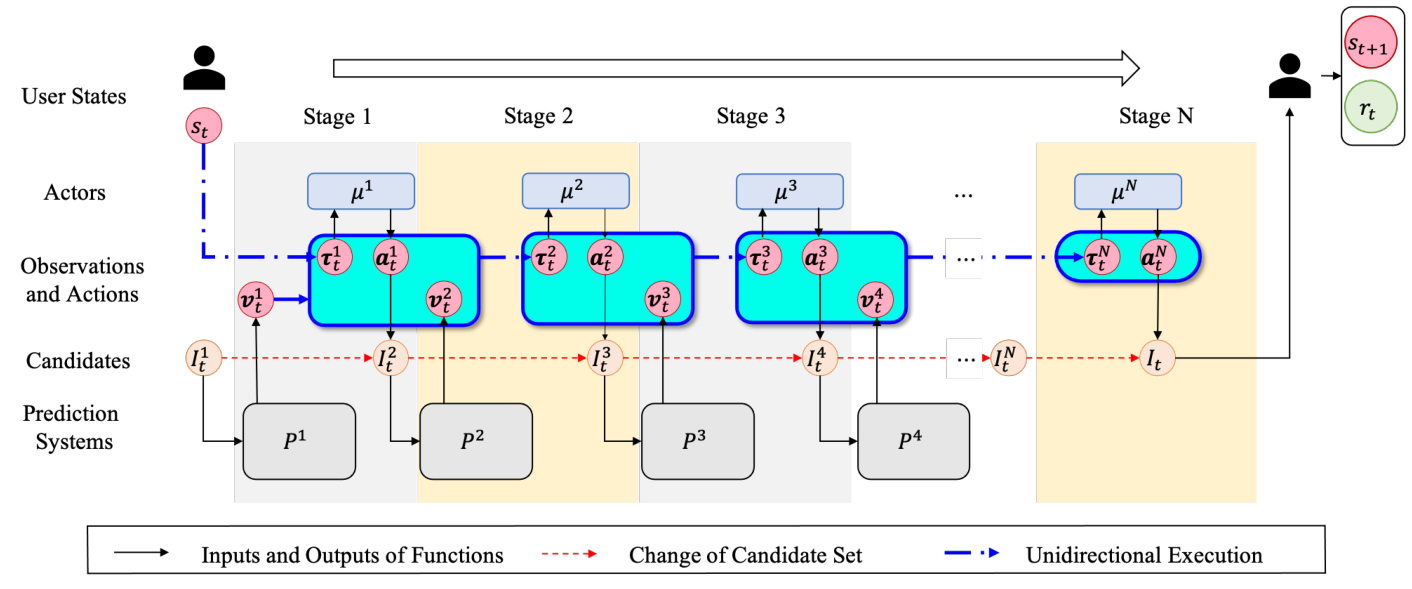 User States
s_t
Stage 1
Stage 2
Stage 3
Stage N
s_{t+1}
r_t
Actors
μ^1
μ^2
μ^3
...
μ^N
Observations
and Actions
τ_t^1
a_t^1
τ_t^2
a_t^2
τ_t^3
a_t^3
...
τ_t^N
a_t^N
v_t^1
v_t^2
v_t^3
v_t^4
Candidates
I_t^1
I_t^2
I_t^3
I_t^4
...
I_t^N
I_t
Prediction
Systems
P^1
P^2
P^3
P^4
Inputs and Outputs of Functions
Change of Candidate Set
Unidirectional Execution